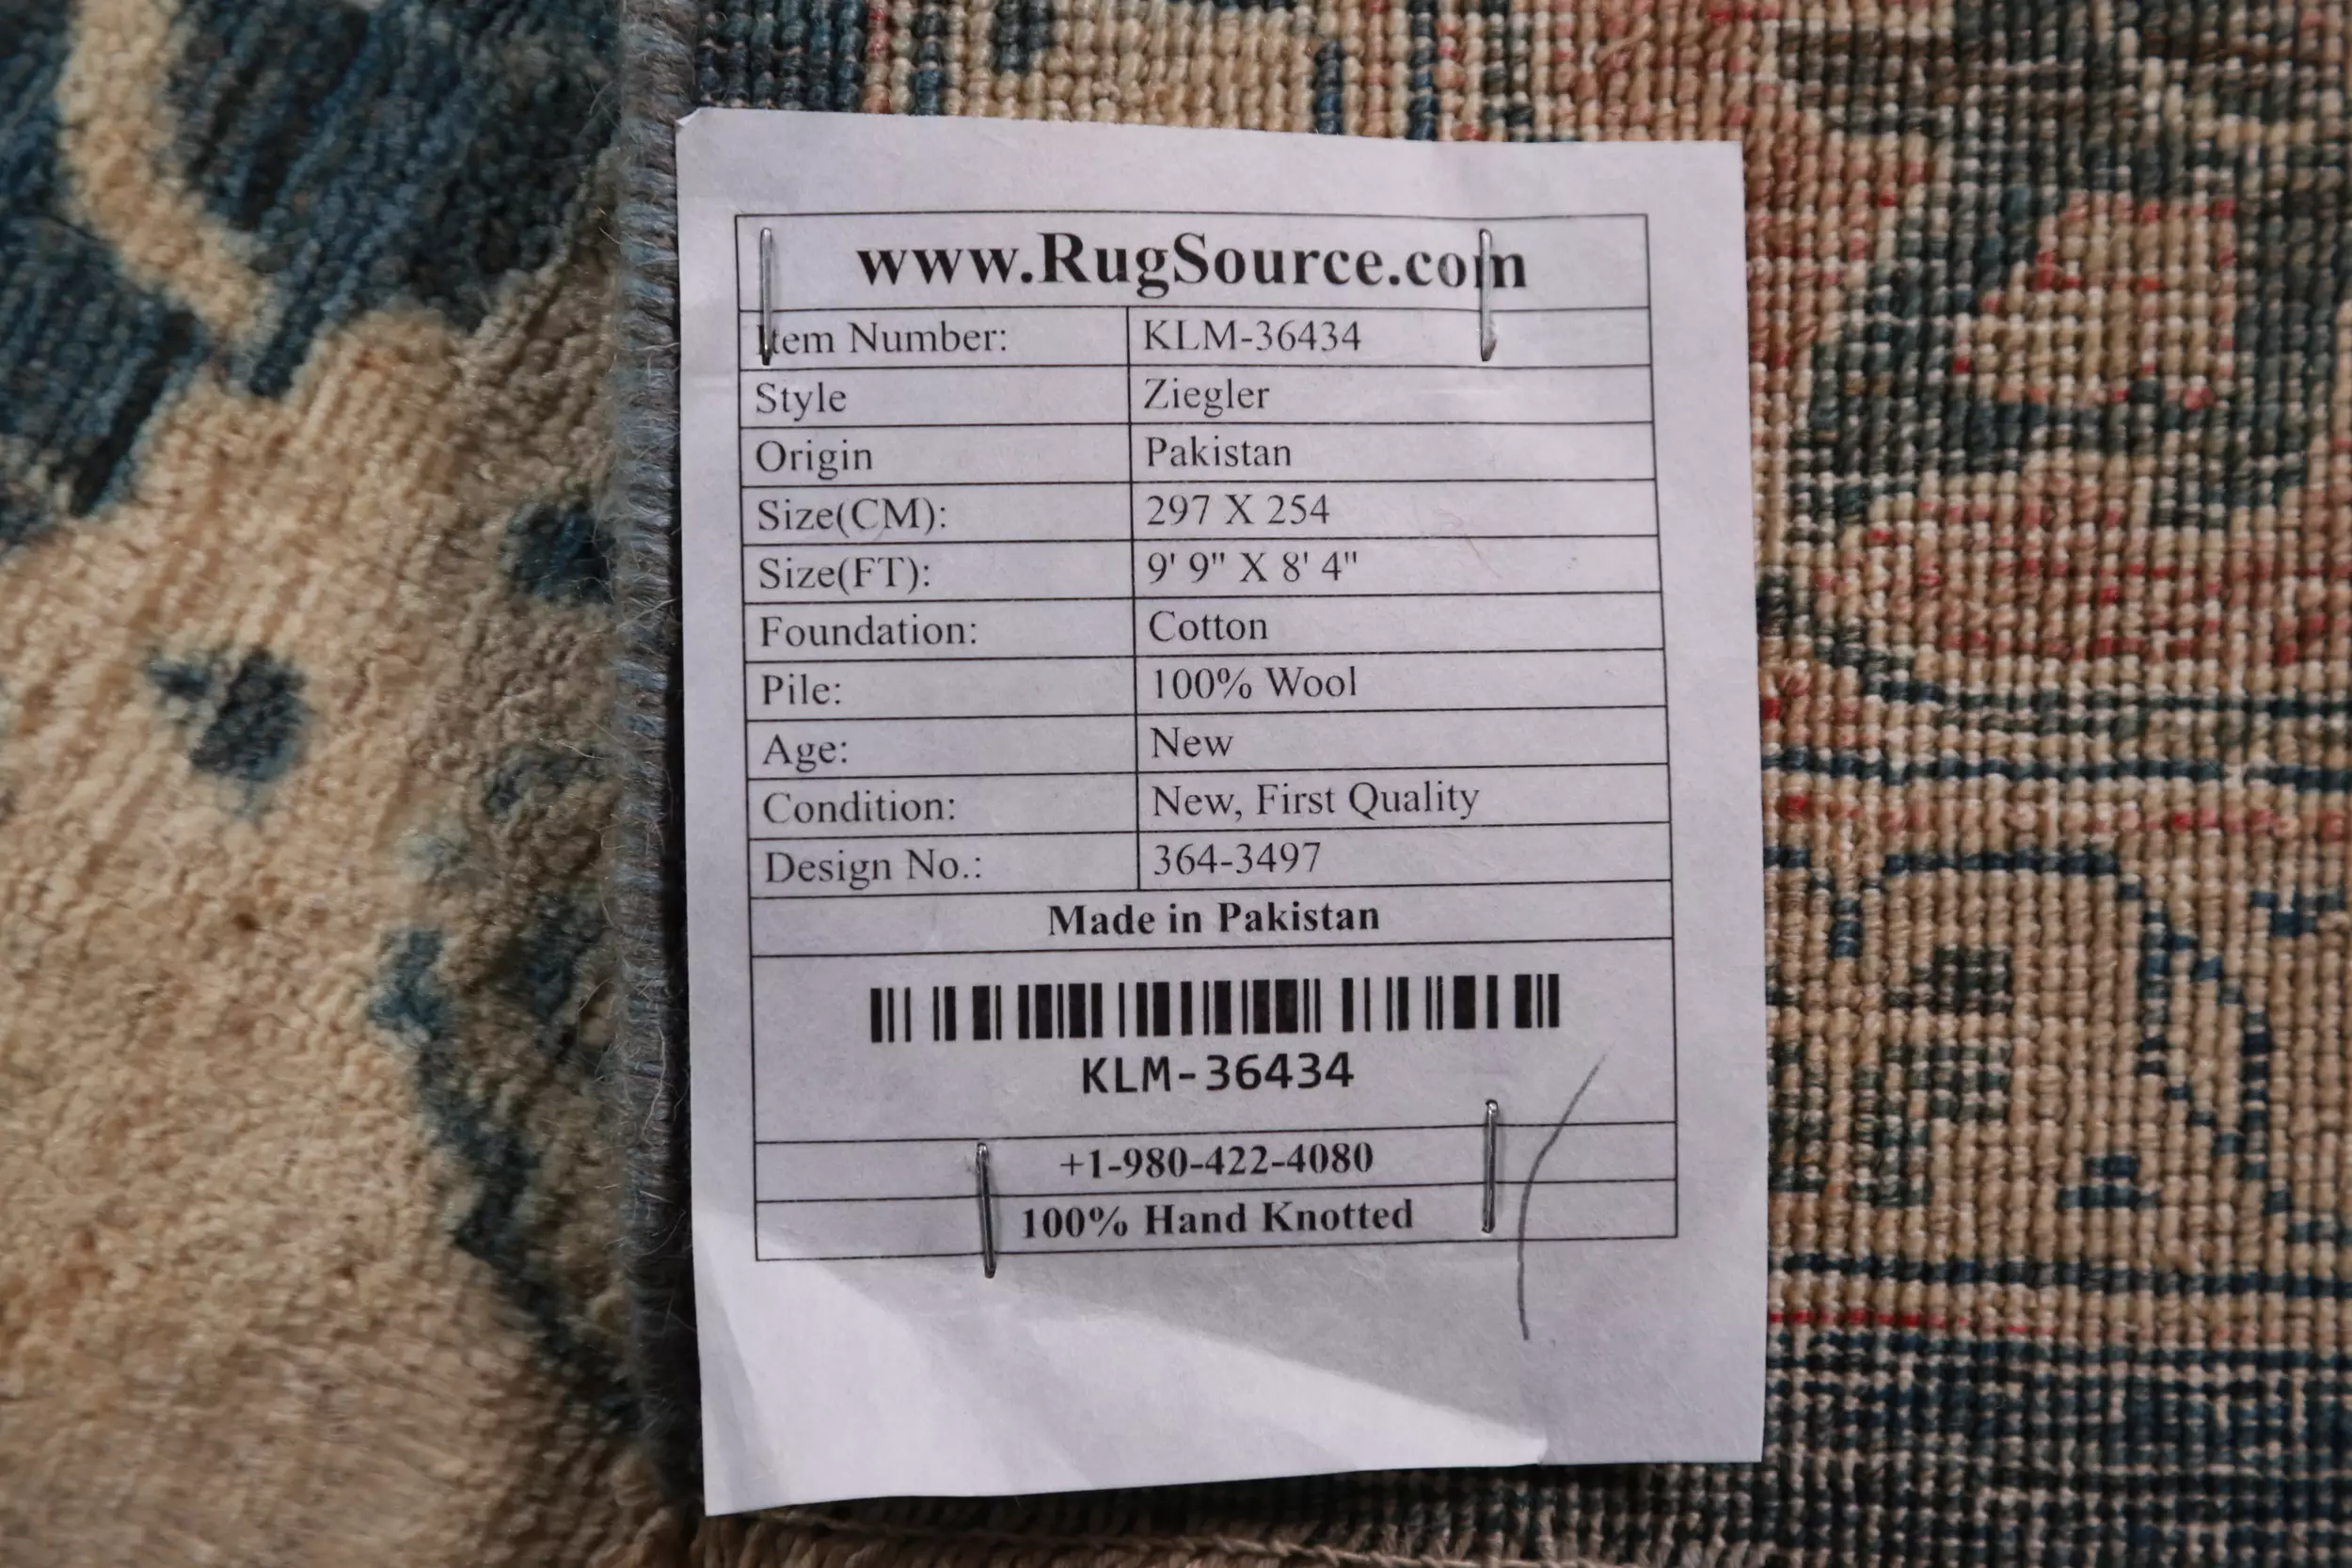 www.RugSource.com
Item Number: KLM-36434
Style Ziegler
Origin Pakistan
Size(CM): 297 X 254
Size(FT): 9' 9" X 8' 4"
Foundation: Cotton
Pile: 100% Wool
Age: New
Condition: New, First Quality
Design No.: 364-3497
Made in Pakistan
KLM-36434
+1-980-422-4080
100% Hand Knotted